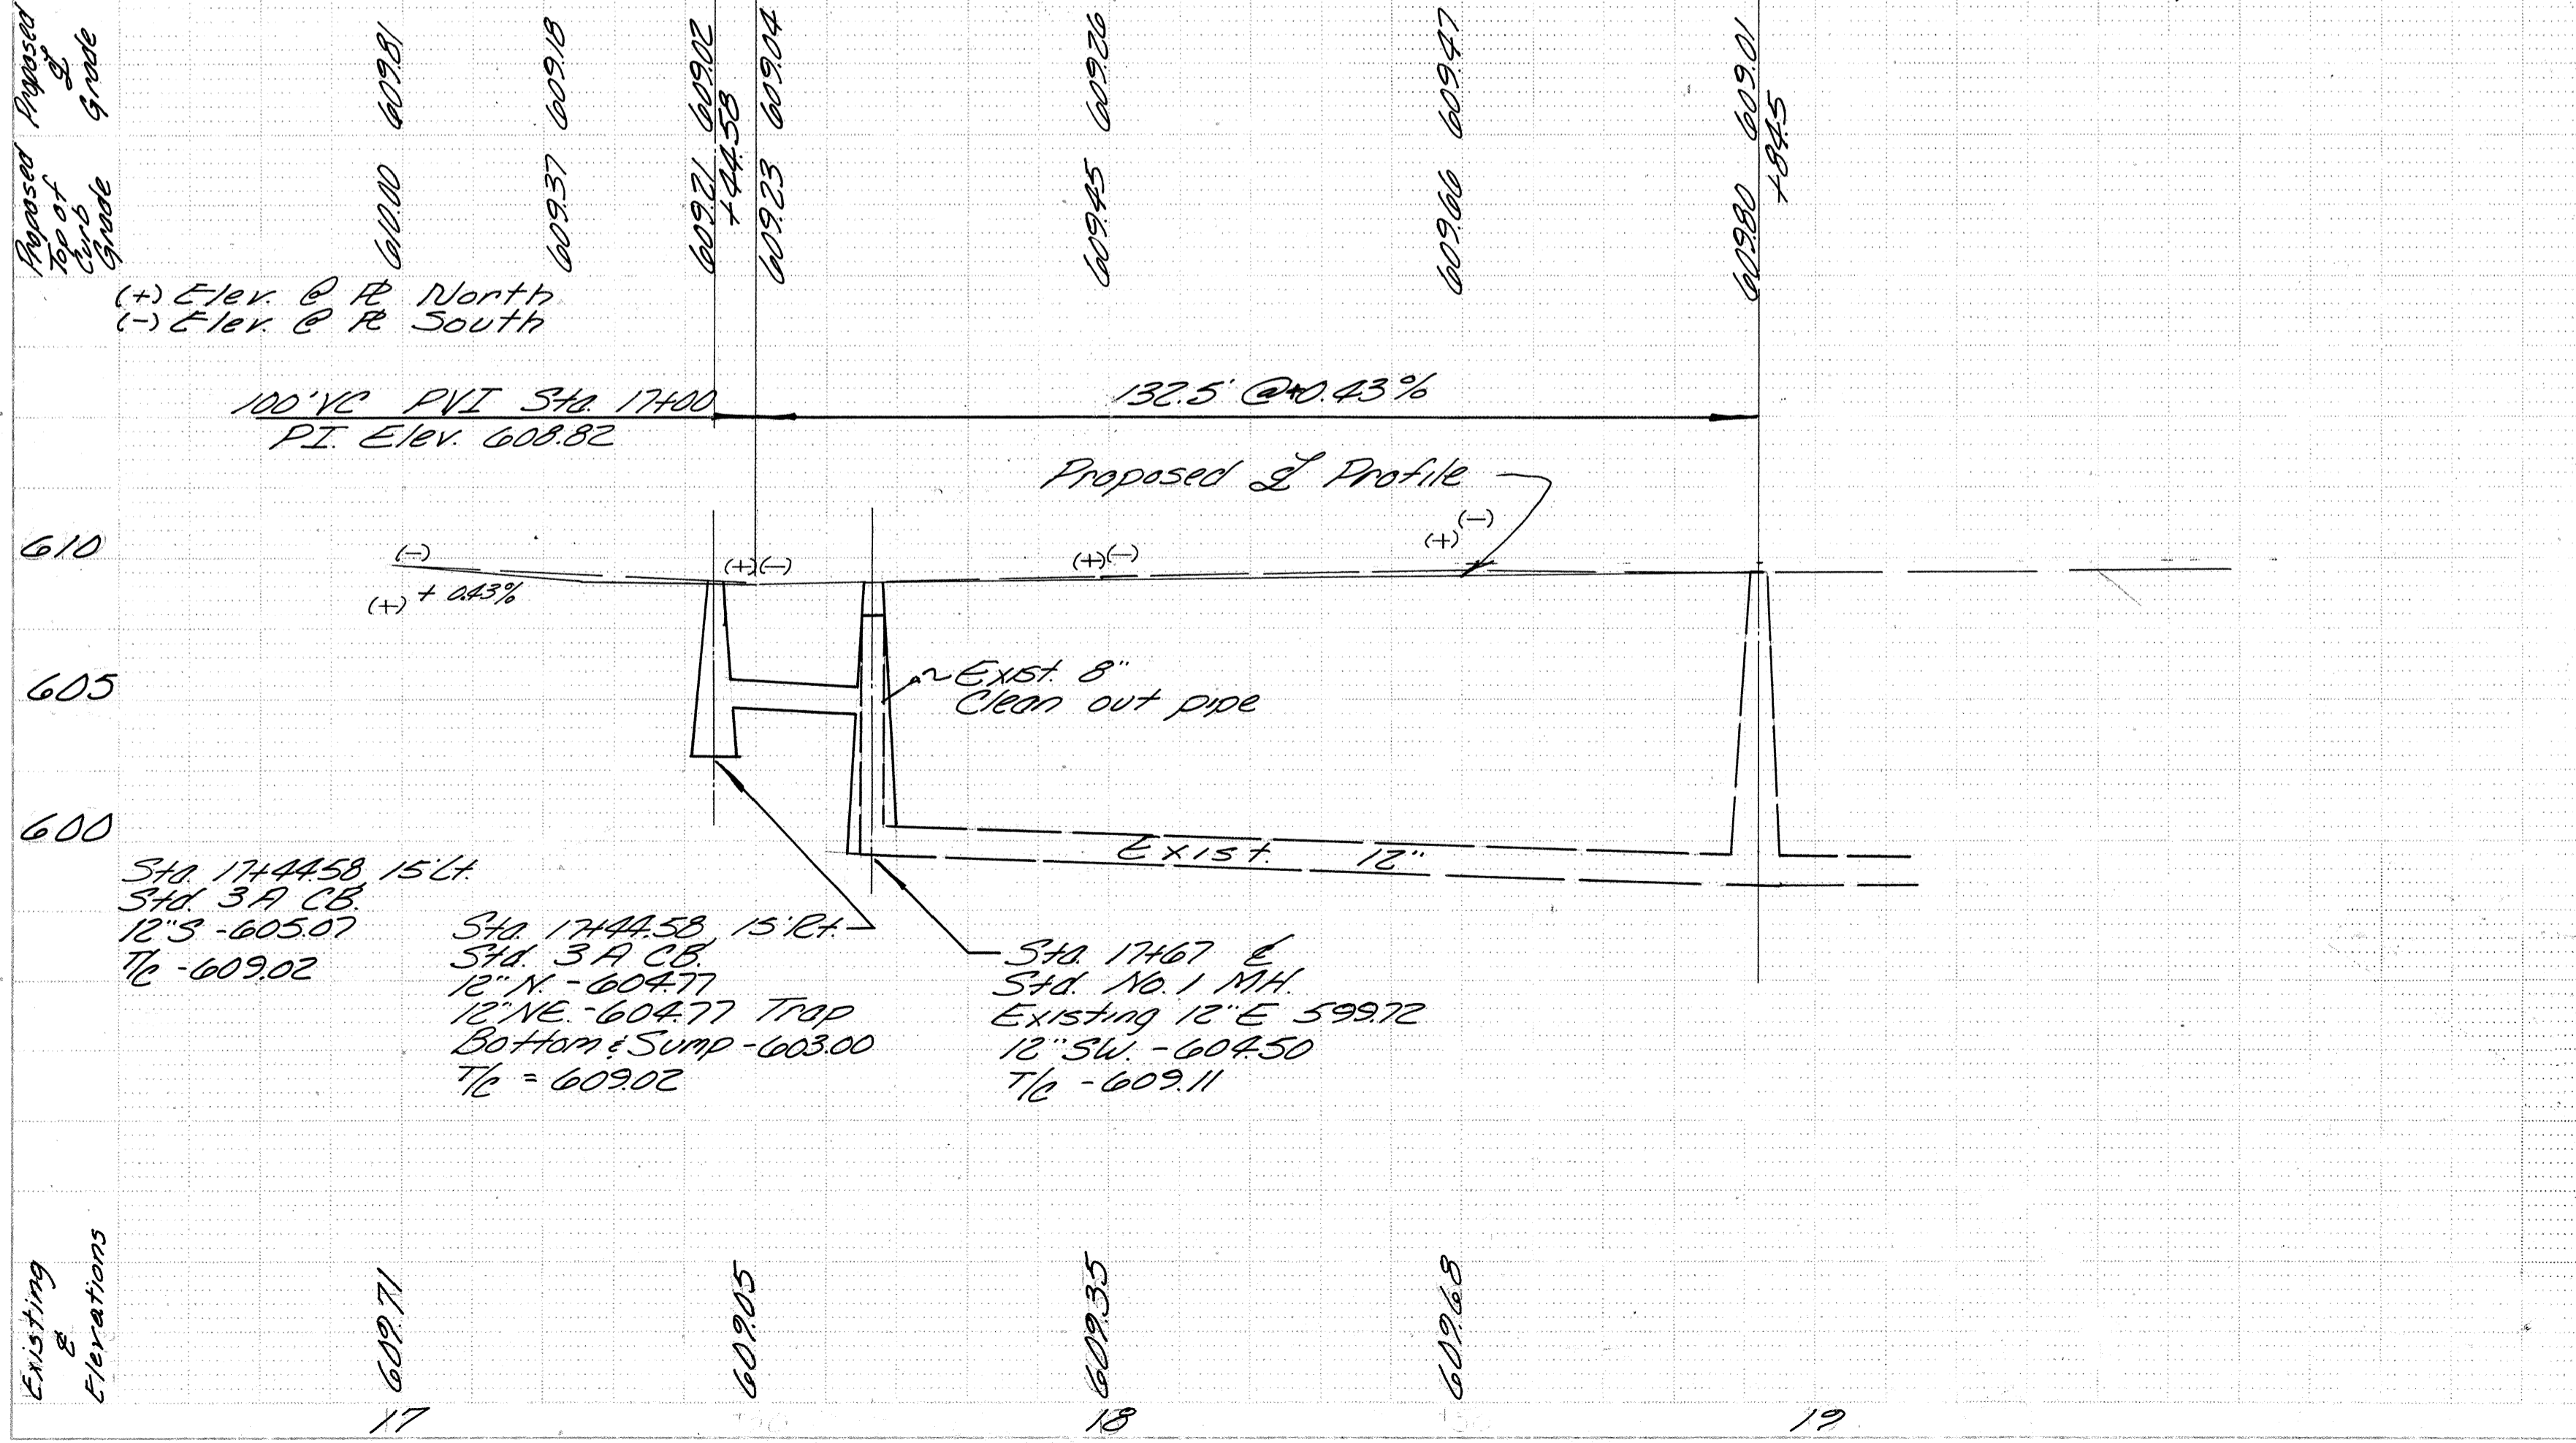 Proposed
℄
Grade
609.81
609.18
609.02
609.04
609.26
609.47
609.01
+44.58
+84.5
Proposed
Top of
Curb
Grade
610.00
609.37
609.21
609.23
609.45
609.66
609.80
(+) Elev. @ ℄ North
(-) Elev. @ ℄ South
100' VC PVI Sta. 17+00
P.I. Elev. 608.82
132.5' @+0.43%
Proposed ℄ Profile
610
(-)
(+)(-)
(+)(-)
(+)(-)
(+) + 0.43%
605
~Exist. 8"
Clean out pipe
600
Exist. 12"
Sta. 17+44.58, 15' Lt.
Std. 3 A CB.
12" S - 605.07
T/c - 609.02
Sta. 17+44.58, 15' Rt.
Std. 3 A CB.
12" N. - 604.77
12" NE. - 604.77 Trap
Bottom & Sump - 603.00
T/c = 609.02
Sta. 17+67 ℄
Std. No. 1 MH.
Existing 12" E 599.72
12" SW. - 604.50
T/c - 609.11
Existing
℄
Elevations
609.71
609.05
609.35
609.68
17
18
19